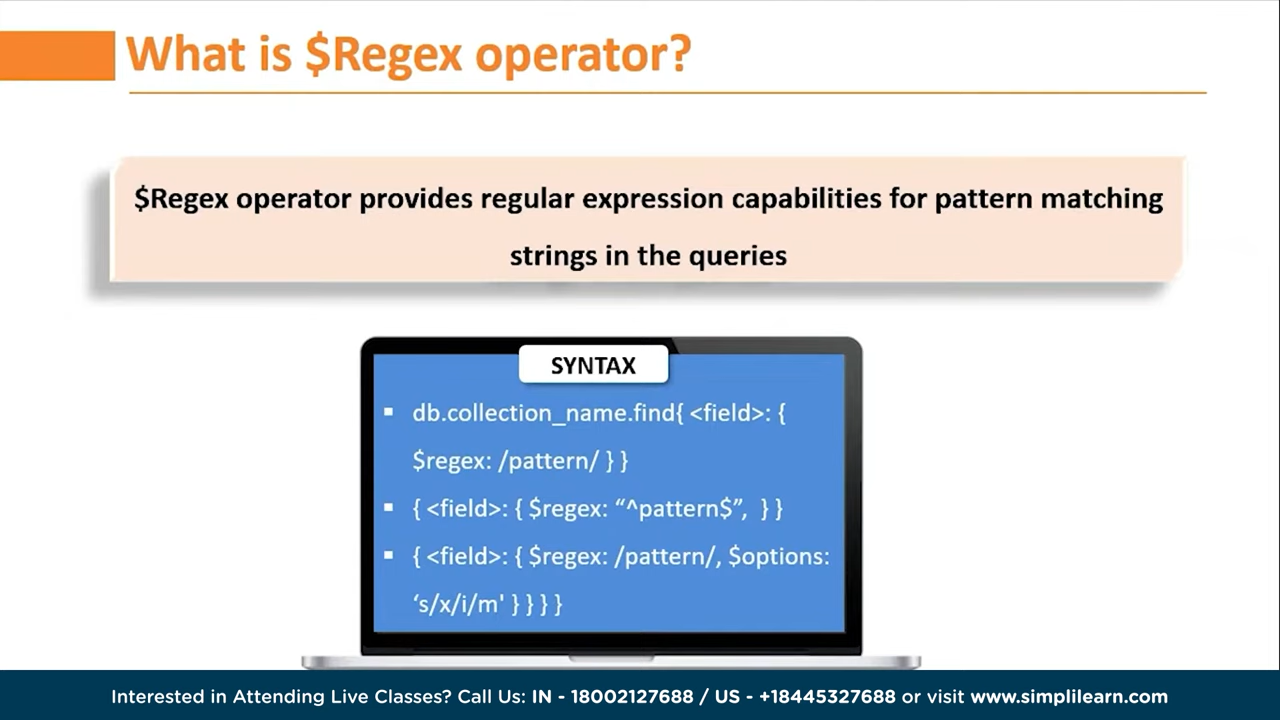 What is $Regex operator?
$Regex operator provides regular expression capabilities for pattern matching
strings in the queries
SYNTAX
▪ db.collection_name.find{ <field>: {
$regex: /pattern/ } }
▪ { <field>: { $regex: “^pattern$”,  } }
▪ { <field>: { $regex: /pattern/, $options:
‘s/x/i/m' } } } }
Interested in Attending Live Classes? Call Us: IN - 18002127688 / US - +18445327688 or visit www.simplilearn.com